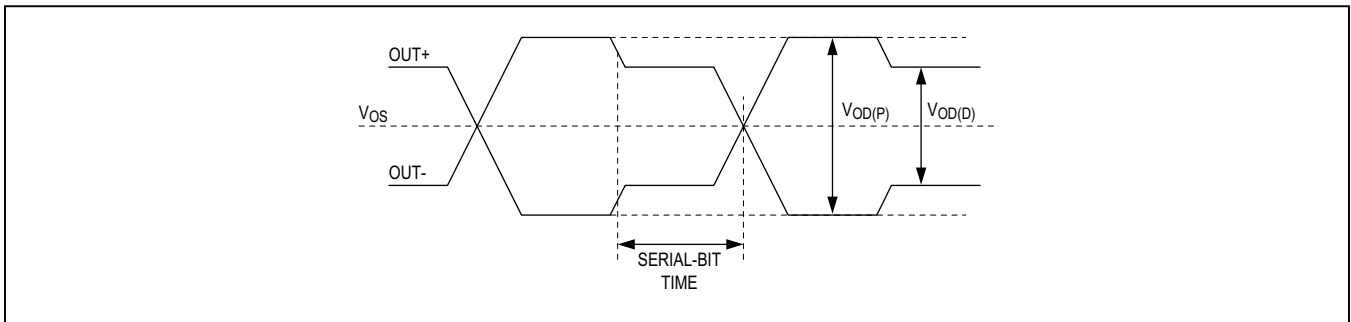 OUT+
VOS
OUT-
VOD(P)
VOD(D)
SERIAL-BIT
TIME